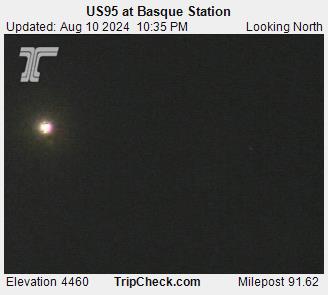 US95 at Basque Station
Updated: Aug 10 2024 10:35 PM Looking North
Elevation 4460 TripCheck.com Milepost 91.62